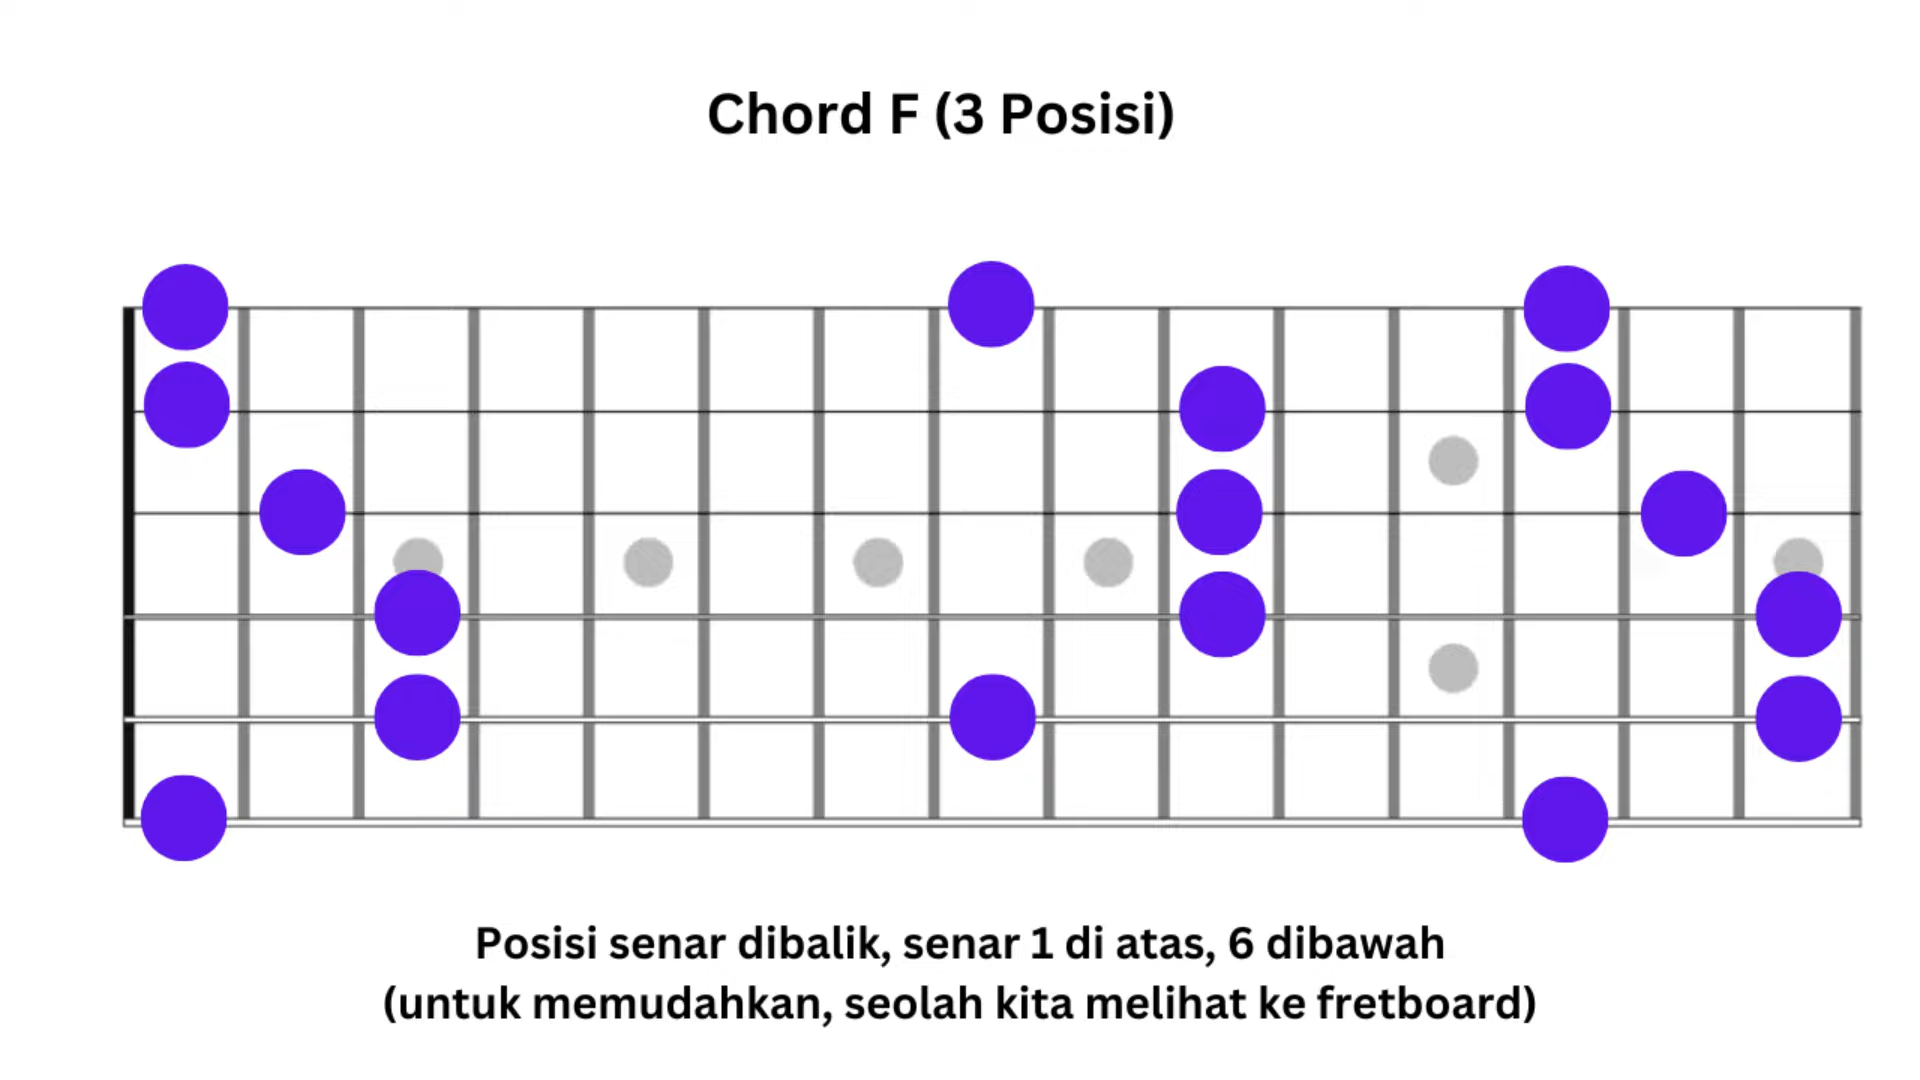 Chord F (3 Posisi)
Posisi senar dibalik, senar 1 di atas, 6 dibawah
(untuk memudahkan, seolah kita melihat ke fretboard)